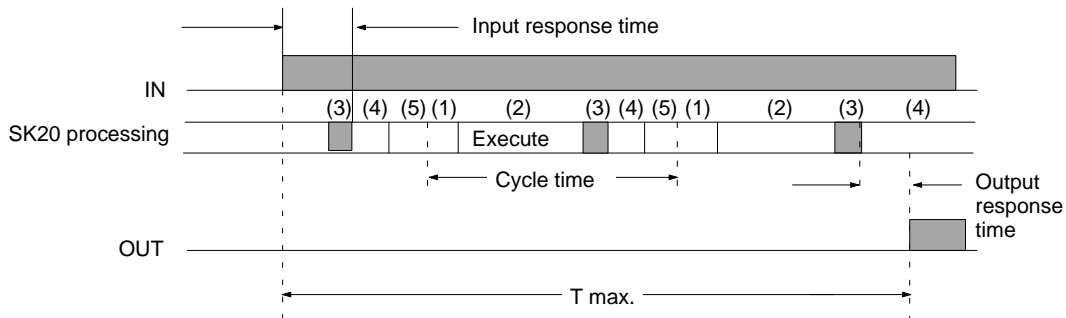 Input response time
IN
(3) (4) (5) (1) (2) (3) (4) (5) (1) (2) (3) (4)
SK20 processing
Execute
Cycle time
Output
response
time
OUT
T max.